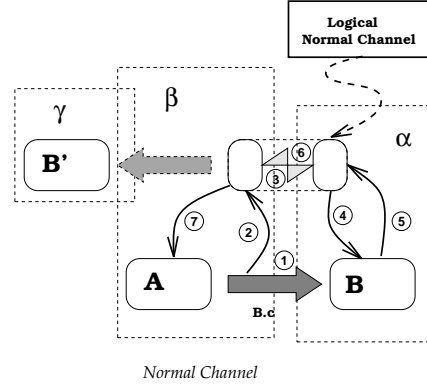 Logical
Normal Channel
γ
β
α
B'
6
3
7
2
4
5
1
A
B
B.c
Normal Channel